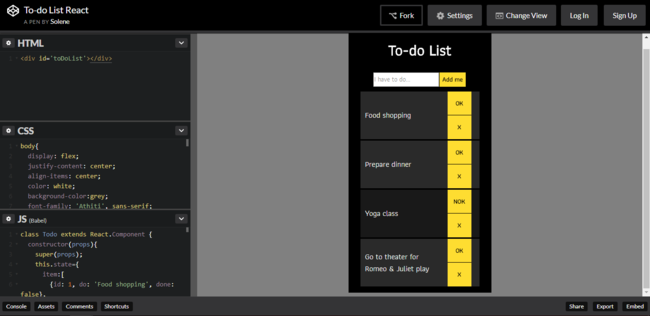 To-do List React
A PEN BY Solene
Fork
Settings
Change View
Log In
Sign Up
HTML
<div id='toDoList'></div>
CSS
body{
display: flex;
justify-content: center;
align-items: center;
color: white;
background-color:grey;
font-family: 'Athiti', sans-serif;
JS (Babel)
class Todo extends React.Component {
constructor(props){
super(props);
this.state={
item:[
{id: 1, do: 'Food shopping', done:
false},
To-do List
I have to do...
Add me
Food shopping
OK
X
Prepare dinner
OK
X
Yoga class
NOK
X
Go to theater for
Romeo & Juliet play
OK
X
Console
Assets
Comments
Shortcuts
Share
Export
Embed